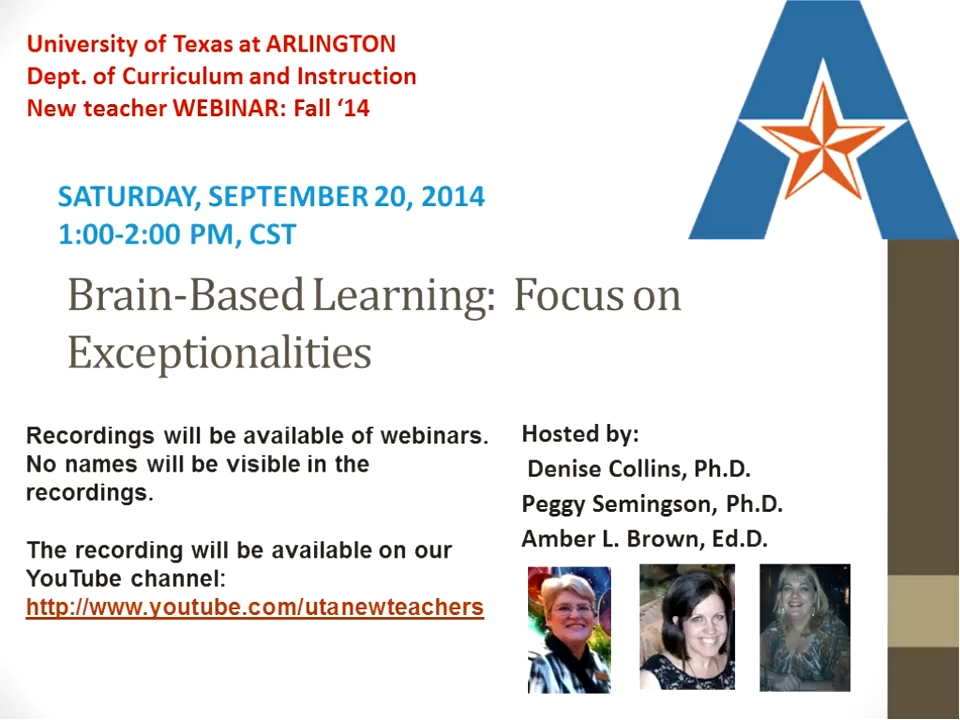 University of Texas at ARLINGTON
Dept. of Curriculum and Instruction
New teacher WEBINAR: Fall ‘14
SATURDAY, SEPTEMBER 20, 2014
1:00-2:00 PM, CST
Brain-Based Learning: Focus on
Exceptionalities
Recordings will be available of webinars.
No names will be visible in the
recordings.
The recording will be available on our
YouTube channel:
http://www.youtube.com/utanewteachers
Hosted by:
Denise Collins, Ph.D.
Peggy Semingson, Ph.D.
Amber L. Brown, Ed.D.